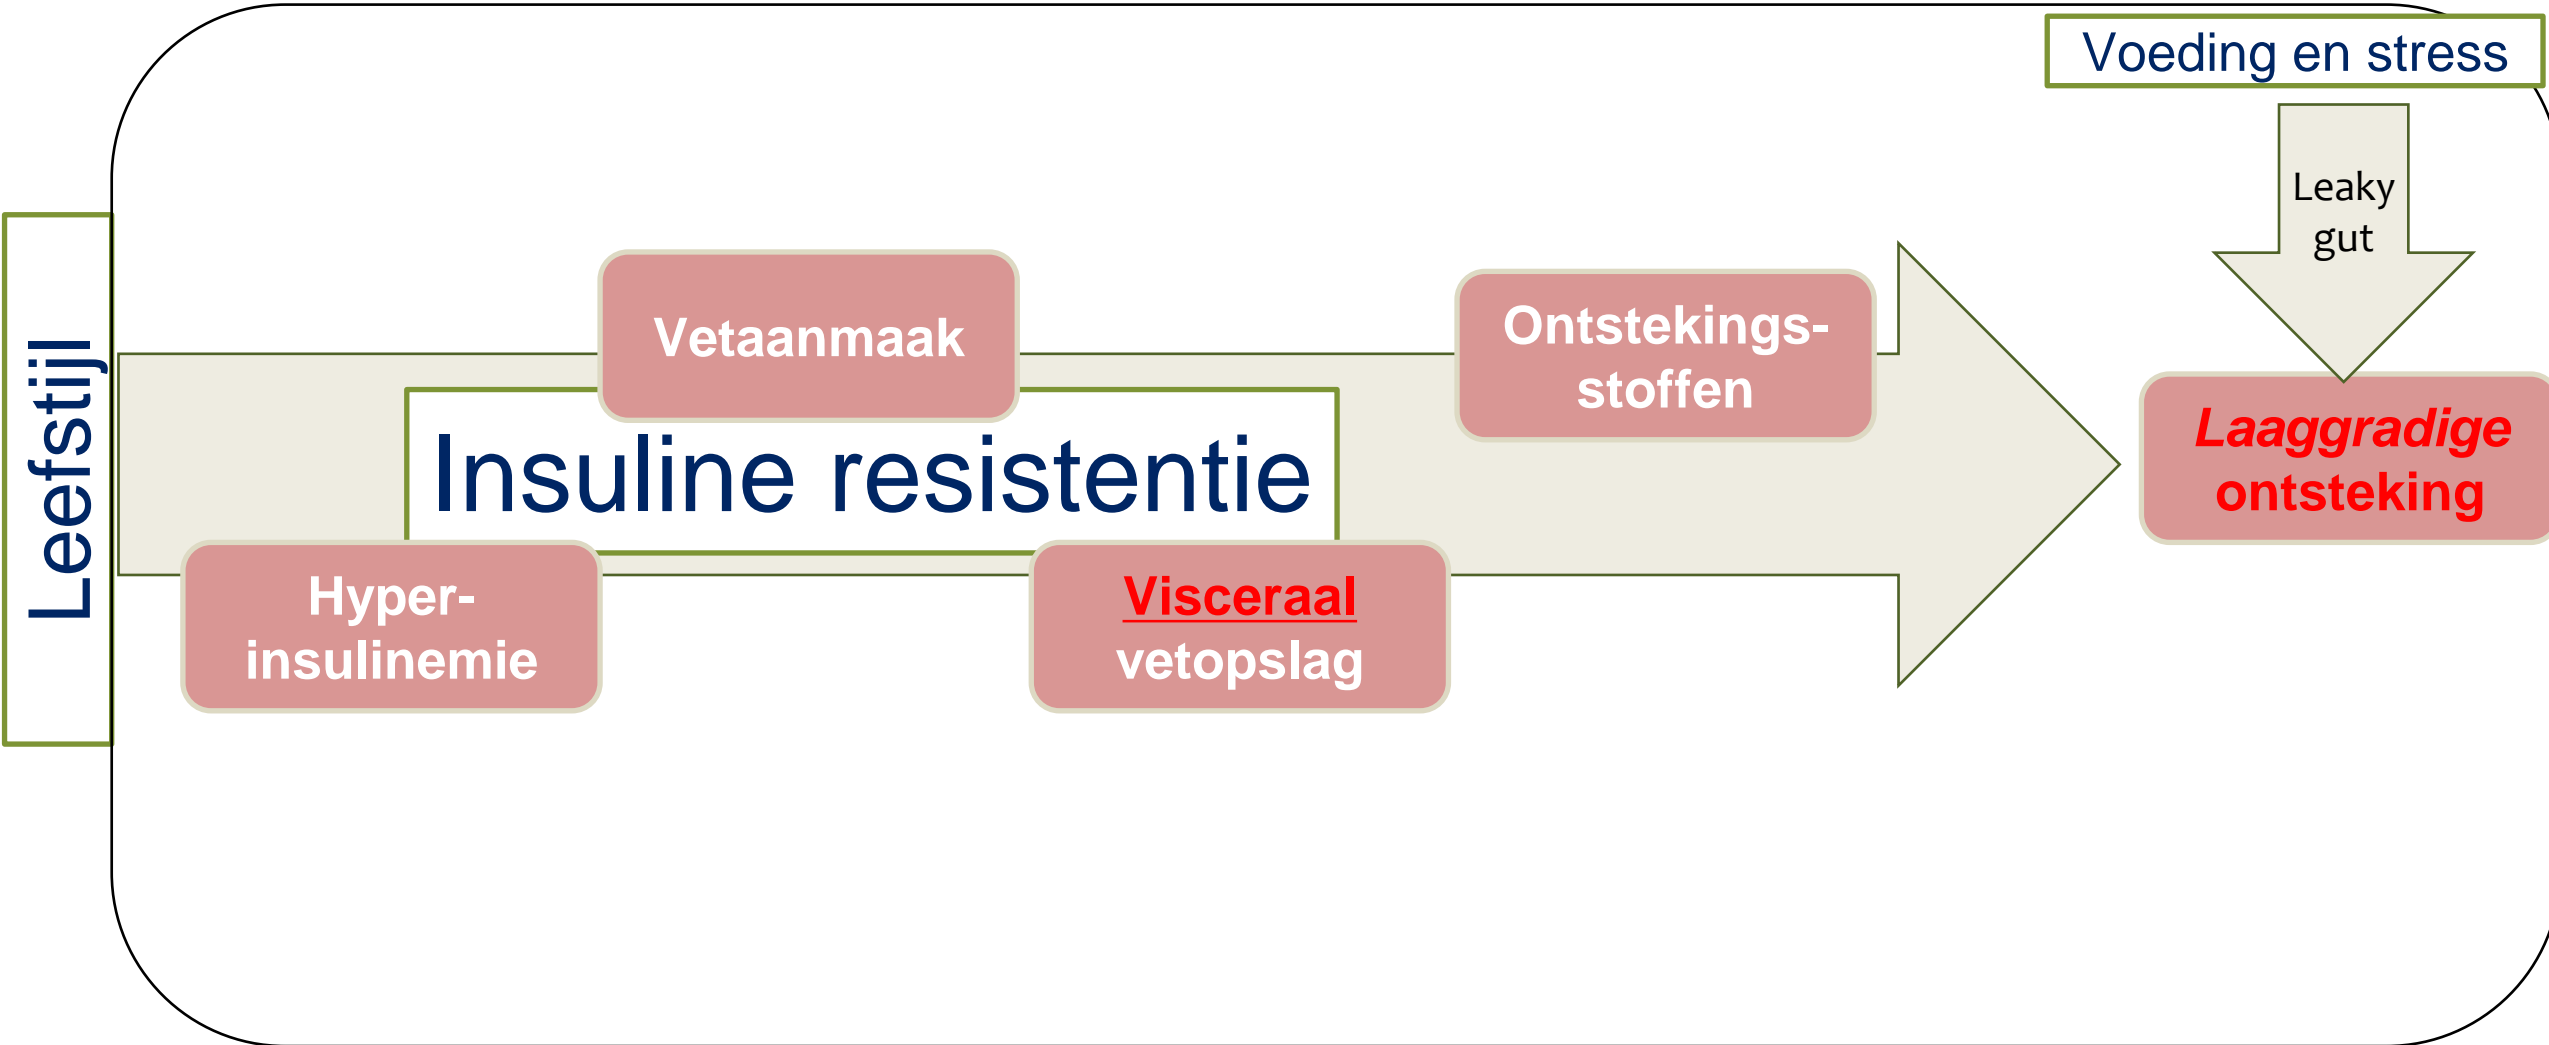 Voeding en stress
Leaky
gut
Leefstijl
Vetaanmaak
Ontstekings-
stoffen
Insuline resistentie
Laaggradige
ontsteking
Hyper-
insulinemie
Visceraal
vetopslag